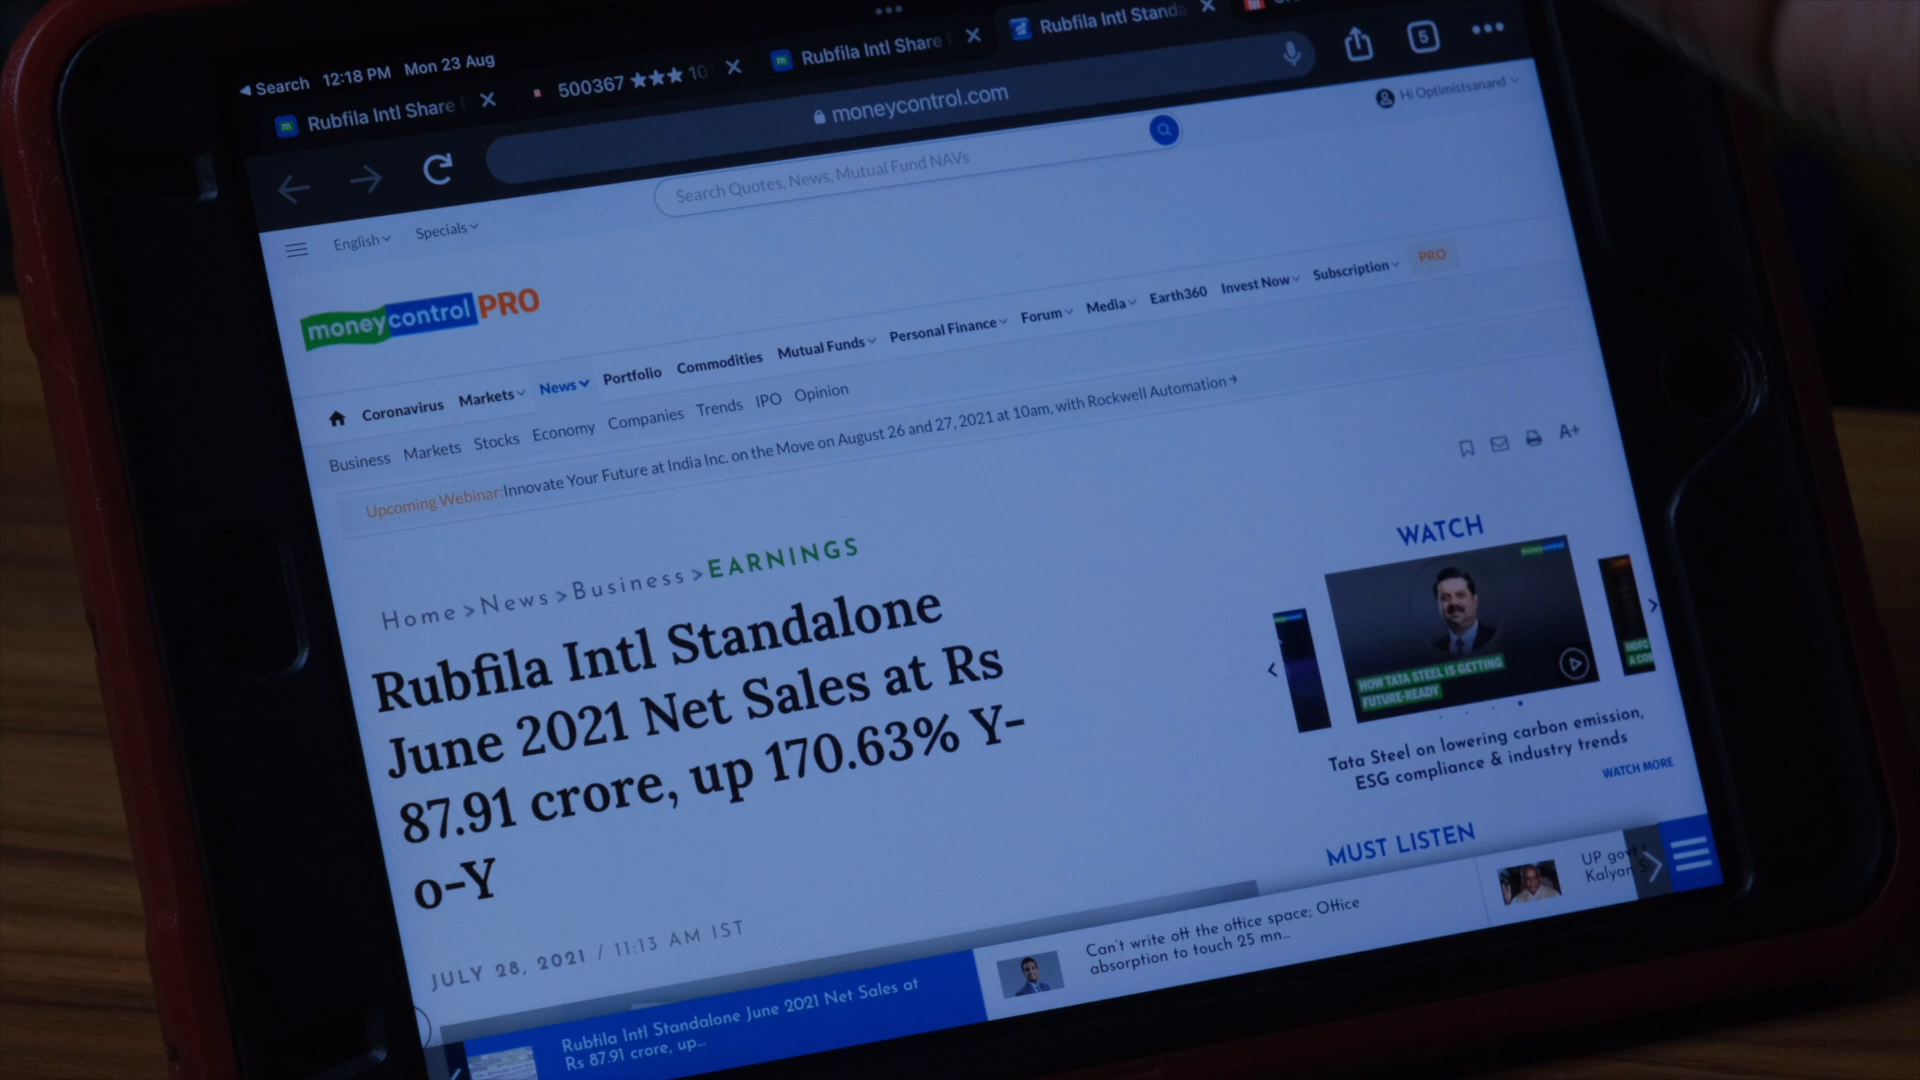 Search 12:18 PM Mon 23 Aug
Rubfila Intl Share
500367 ★★★ 10
Rubfila Intl Share
Rubfila Intl Standa
5
moneycontrol.com
Hi Optimistsanand
Search Quotes, News, Mutual Fund NAVs
English
Specials
moneycontrol PRO
Coronavirus Markets News Portfolio Commodities Mutual Funds Personal Finance Forum Media Earth360 Invest Now Subscription PRO
Business Markets Stocks Economy Companies Trends IPO Opinion
Upcoming Webinar:Innovate Your Future at India Inc. on the Move on August 26 and 27, 2021 at 10am, with Rockwell Automation
A+
Home > News > Business > EARNINGS
Rubfila Intl Standalone
June 2021 Net Sales at Rs
87.91 crore, up 170.63% Y-
o-Y
JULY 28, 2021 / 11:13 AM IST
WATCH
moneycontrol
HOW TATA STEEL IS GETTING
FUTURE-READY
HDFC
A CON
Tata Steel on lowering carbon emission,
ESG compliance & industry trends
WATCH MORE
MUST LISTEN
Rubfila Intl Standalone June 2021 Net Sales at
Rs 87.91 crore, up...
Can't write off the office space; Office
absorption to touch 25 mn...
UP govt
Kalyan S